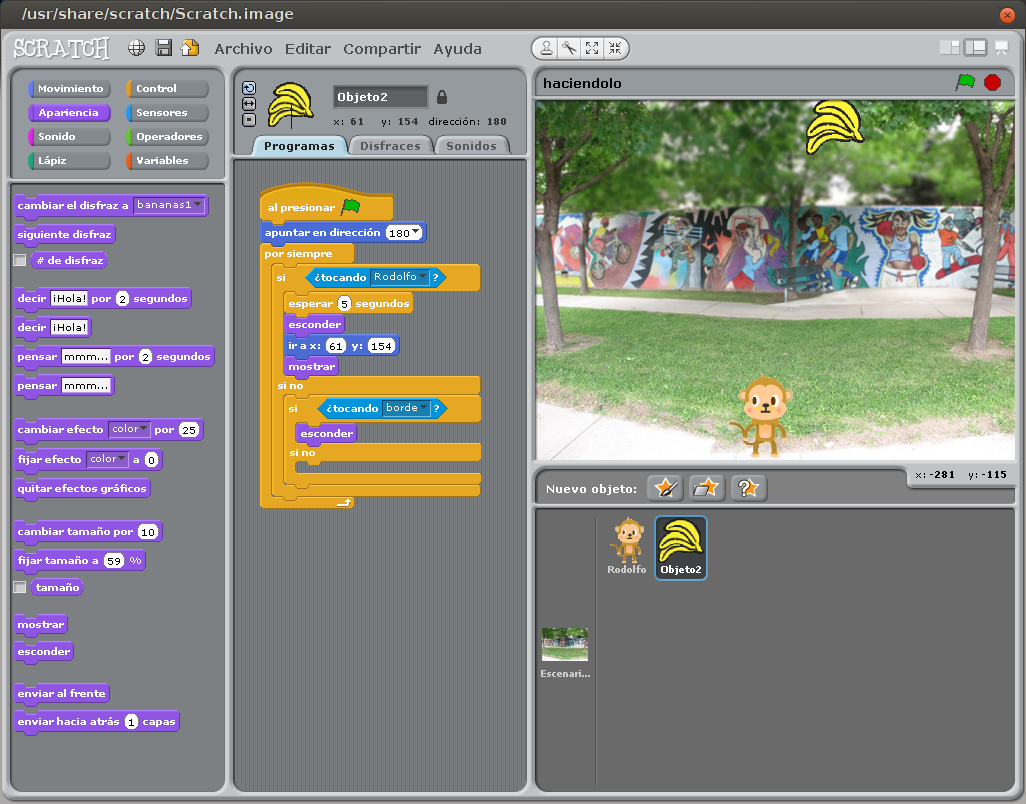 /usr/share/scratch/Scratch.image
SCRATCH Archivo Editar Compartir Ayuda
Movimiento Control
Apariencia Sensores
Sonido Operadores
Lápiz Variables
cambiar el disfraz a bananas1
siguiente disfraz
# de disfraz
decir ¡Hola! por 2 segundos
decir ¡Hola!
pensar mmm... por 2 segundos
pensar mmm...
cambiar efecto color por 25
fijar efecto color a 0
quitar efectos gráficos
cambiar tamaño por 10
fijar tamaño a 59 %
tamaño
mostrar
esconder
enviar al frente
enviar hacia atrás 1 capas
Objeto2
x: 61 y: 154 dirección: 180
Programas Disfraces Sonidos
al presionar
apuntar en dirección 180
por siempre
si ¿tocando Rodolfo ?
esperar 5 segundos
esconder
ir a x: 61 y: 154
mostrar
si no
si ¿tocando borde ?
esconder
si no
haciendolo
x: -281 y: -115
Nuevo objeto:
Rodolfo Objeto2
Escenari...